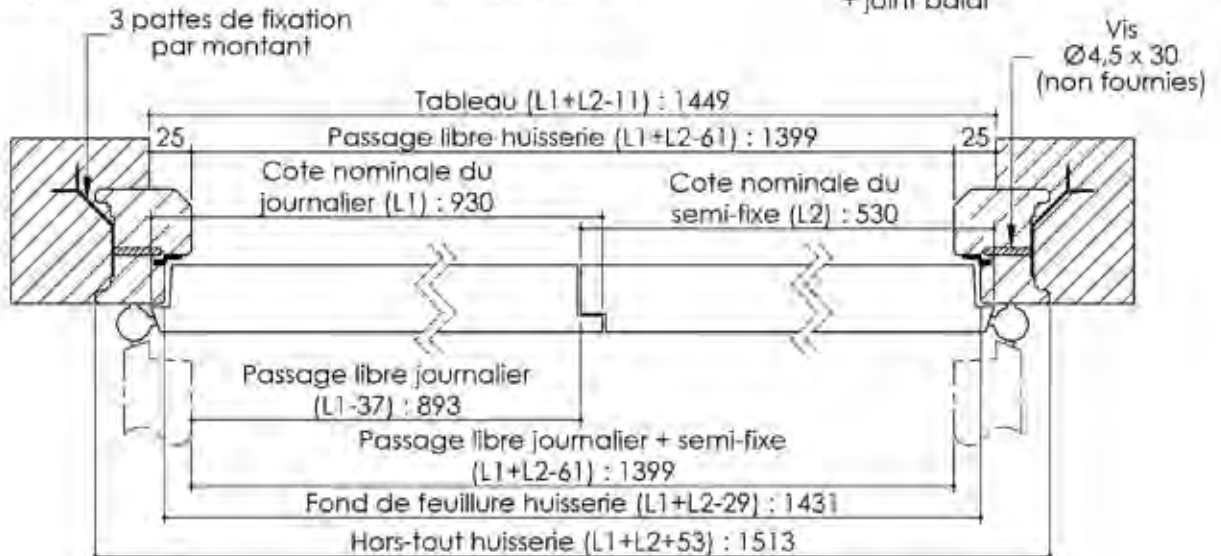 + joint balai
3 pattes de fixation
par montant
Vis
Ø4,5 x 30
(non fournies)
Tableau (L1+L2-11) : 1449
25
Passage libre huisserie (L1+L2-61) : 1399
25
Cote nominale du
journalier (L1) : 930
Cote nominale du
semi-fixe (L2) : 530
Passage libre journalier
(L1-37) : 893
Passage libre journalier + semi-fixe
(L1+L2-61) : 1399
Fond de feuillure huisserie (L1+L2-29) : 1431
Hors-tout huisserie (L1+L2+53) : 1513